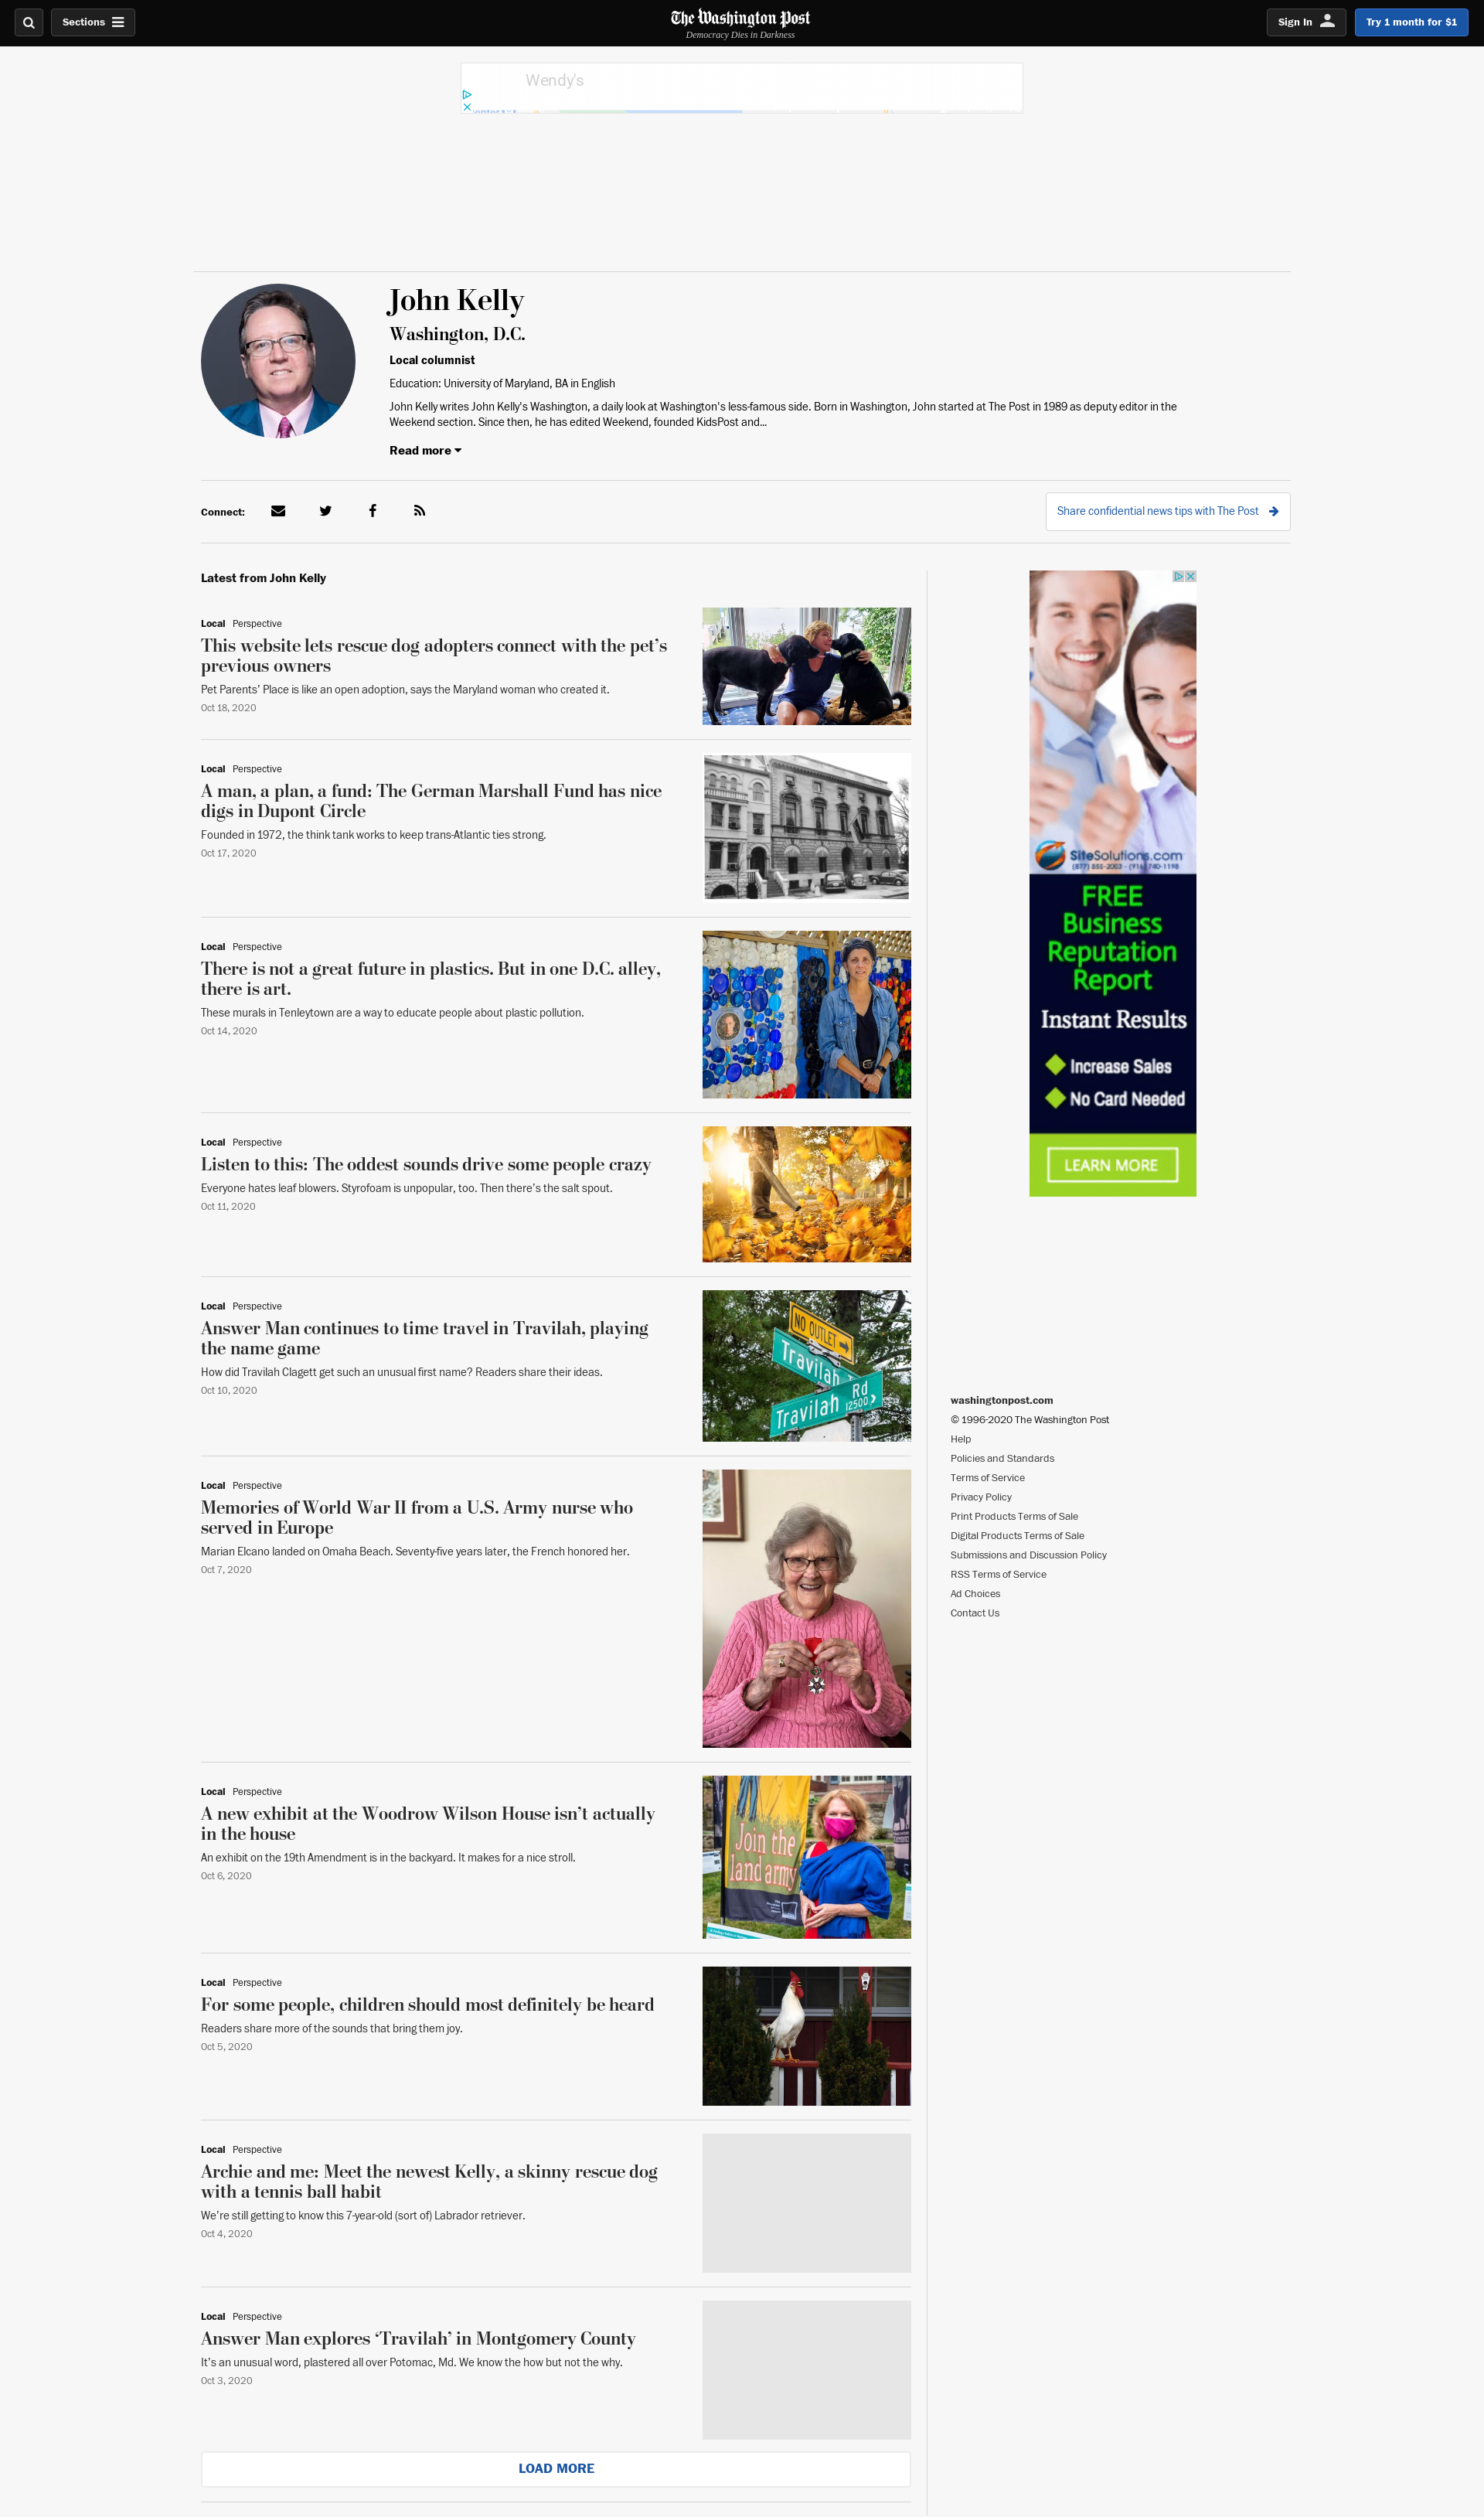 Sections
The Washington Post
Democracy Dies in Darkness
Sign In
Try 1 month for $1
Wendy's
John Kelly
Washington, D.C.
Local columnist
Education: University of Maryland, BA in English
John Kelly writes John Kelly's Washington, a daily look at Washington's less-famous side. Born in Washington, John started at The Post in 1989 as deputy editor in the
Weekend section. Since then, he has edited Weekend, founded KidsPost and...
Read more
Connect:
Share confidential news tips with The Post
Latest from John Kelly
Local Perspective
This website lets rescue dog adopters connect with the pet’s
previous owners
Pet Parents’ Place is like an open adoption, says the Maryland woman who created it.
Oct 18, 2020
Local Perspective
A man, a plan, a fund: The German Marshall Fund has nice
digs in Dupont Circle
Founded in 1972, the think tank works to keep trans-Atlantic ties strong.
Oct 17, 2020
Local Perspective
There is not a great future in plastics. But in one D.C. alley,
there is art.
These murals in Tenleytown are a way to educate people about plastic pollution.
Oct 14, 2020
Local Perspective
Listen to this: The oddest sounds drive some people crazy
Everyone hates leaf blowers. Styrofoam is unpopular, too. Then there’s the salt spout.
Oct 11, 2020
Local Perspective
Answer Man continues to time travel in Travilah, playing
the name game
How did Travilah Clagett get such an unusual first name? Readers share their ideas.
Oct 10, 2020
NO OUTLET
Travilah
Travilah Rd
12500
Local Perspective
Memories of World War II from a U.S. Army nurse who
served in Europe
Marian Elcano landed on Omaha Beach. Seventy-five years later, the French honored her.
Oct 7, 2020
Local Perspective
A new exhibit at the Woodrow Wilson House isn’t actually
in the house
An exhibit on the 19th Amendment is in the backyard. It makes for a nice stroll.
Oct 6, 2020
Join the
land army
Local Perspective
For some people, children should most definitely be heard
Readers share more of the sounds that bring them joy.
Oct 5, 2020
Local Perspective
Archie and me: Meet the newest Kelly, a skinny rescue dog
with a tennis ball habit
We’re still getting to know this 7-year-old (sort of) Labrador retriever.
Oct 4, 2020
Local Perspective
Answer Man explores ‘Travilah’ in Montgomery County
It’s an unusual word, plastered all over Potomac, Md. We know the how but not the why.
Oct 3, 2020
LOAD MORE
SiteSolutions.com
(877) 855-2003 - (916) 740-1198
FREE
Business
Reputation
Report
Instant Results
Increase Sales
No Card Needed
LEARN MORE
washingtonpost.com
© 1996-2020 The Washington Post
Help
Policies and Standards
Terms of Service
Privacy Policy
Print Products Terms of Sale
Digital Products Terms of Sale
Submissions and Discussion Policy
RSS Terms of Service
Ad Choices
Contact Us